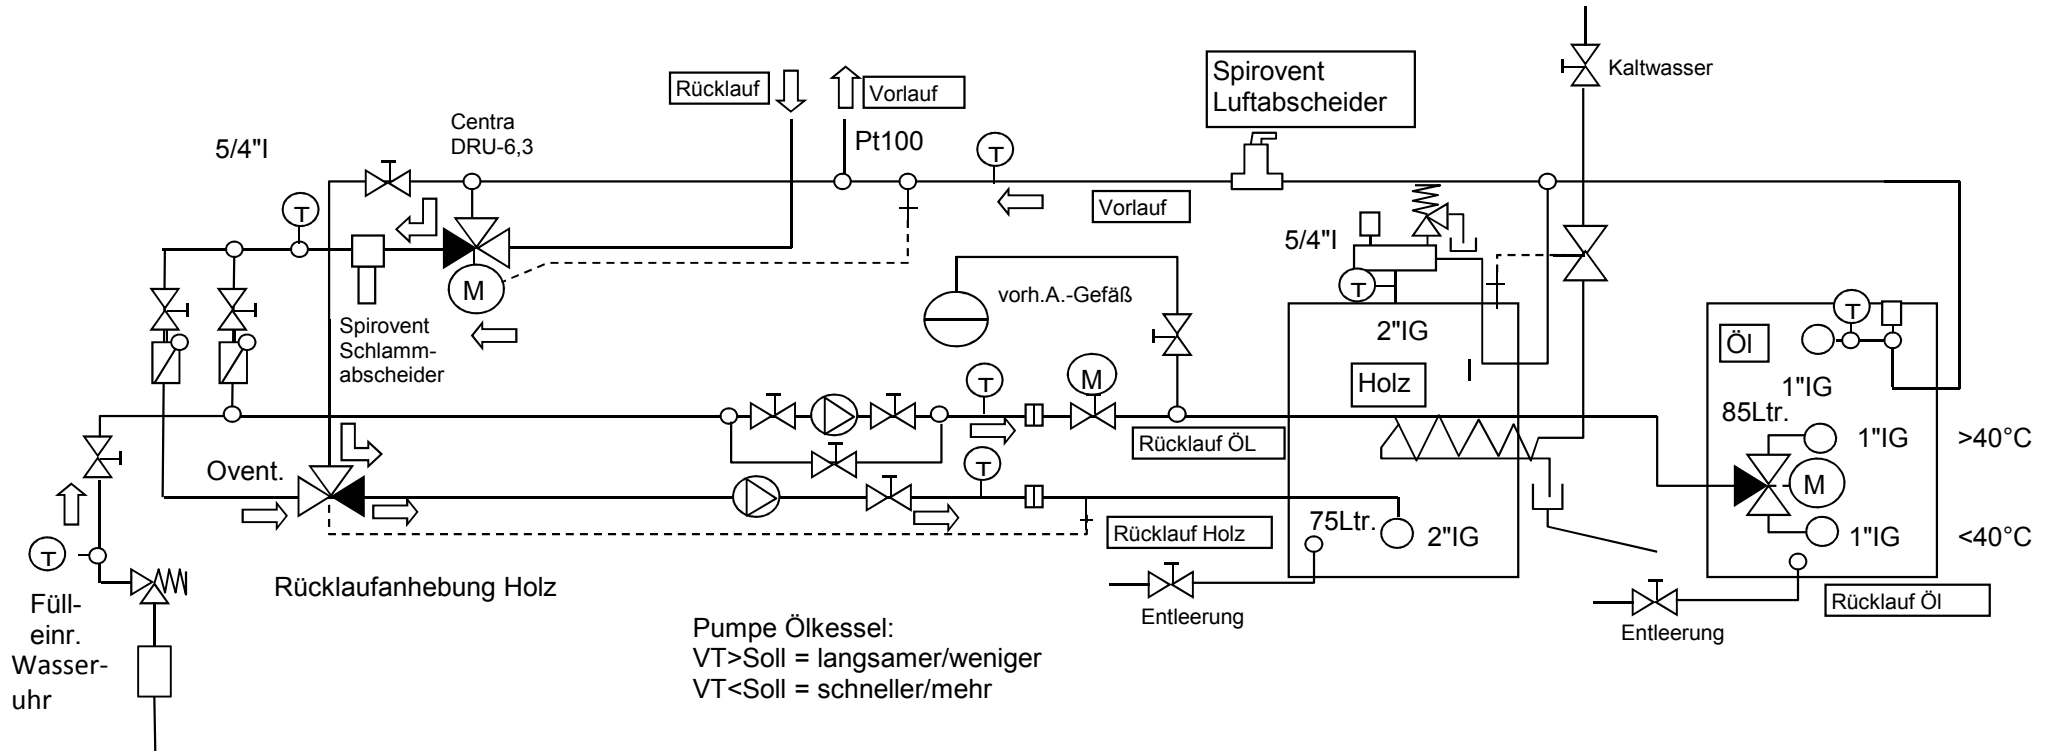 Kaltwasser
Spirovent
Luftabscheider
Rücklauf
Vorlauf
Centra
DRU-6,3
Pt100
5/4"I
T
T
Vorlauf
5/4"I
M
T
vorh.A.-Gefäß
Spirovent
Schlamm-
abscheider
2"IG
T
Öl
Holz
I
T
M
1"IG
85Ltr.
1"IG
>40°C
Rücklauf ÖL
T
Ovent.
M
75Ltr.
2"IG
1"IG
<40°C
Rücklauf Holz
T
Rücklaufanhebung Holz
Füll-
einr.
Wasser-
uhr
Entleerung
Rücklauf Öl
Entleerung
Pumpe Ölkessel:
VT>Soll = langsamer/weniger
VT<Soll = schneller/mehr